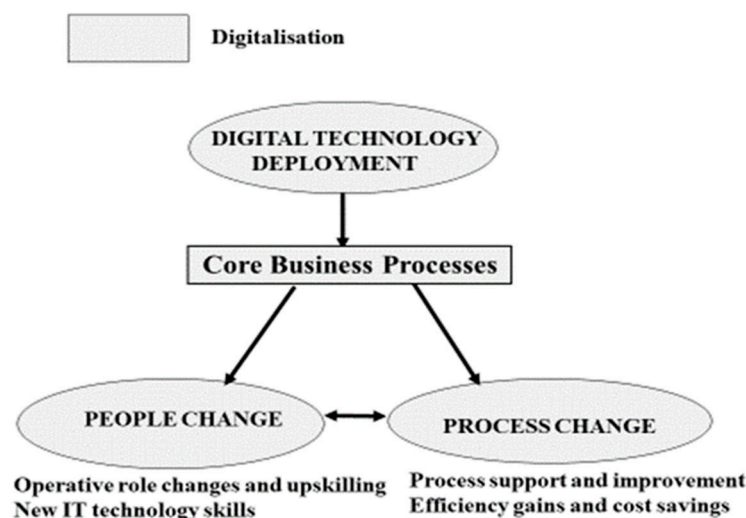 Digitalisation
DIGITAL TECHNOLOGY
DEPLOYMENT
Core Business Processes
PEOPLE CHANGE
PROCESS CHANGE
Operative role changes and upskilling
New IT technology skills
Process support and improvement
Efficiency gains and cost savings